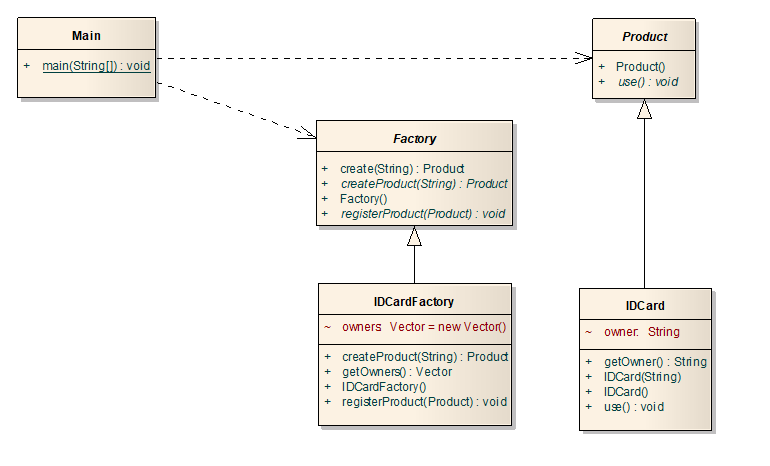 Main
+ main(String[]) : void
Product
+ Product()
+ use() : void
Factory
+ create(String) : Product
+ createProduct(String) : Product
+ Factory()
+ registerProduct(Product) : void
IDCardFactory
~ owners: Vector = new Vector()
+ createProduct(String) : Product
+ getOwners() : Vector
+ IDCardFactory()
+ registerProduct(Product) : void
IDCard
~ owner: String
+ getOwner() : String
+ IDCard(String)
+ IDCard()
+ use() : void